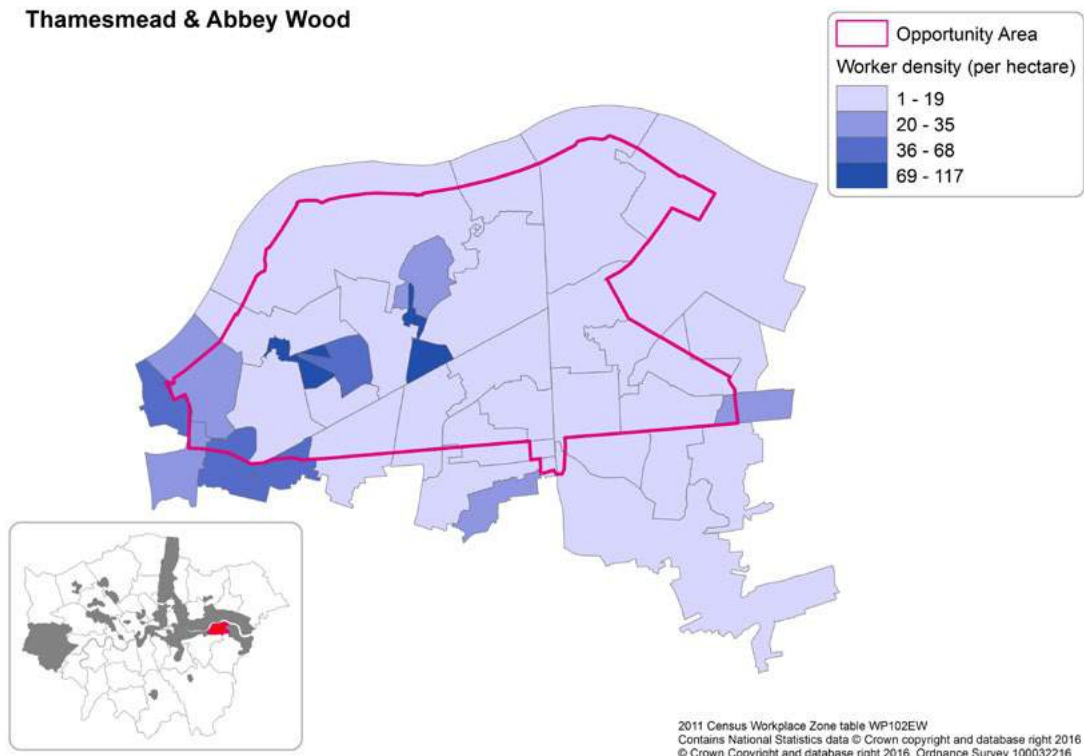 Thamesmead & Abbey Wood
Opportunity Area
Worker density (per hectare)
1 - 19
20 - 35
36 - 68
69 - 117
2011 Census Workplace Zone table WP102EW
Contains National Statistics data © Crown copyright and database right 2016
© Crown Copyright and database right 2016. Ordnance Survey 100032216